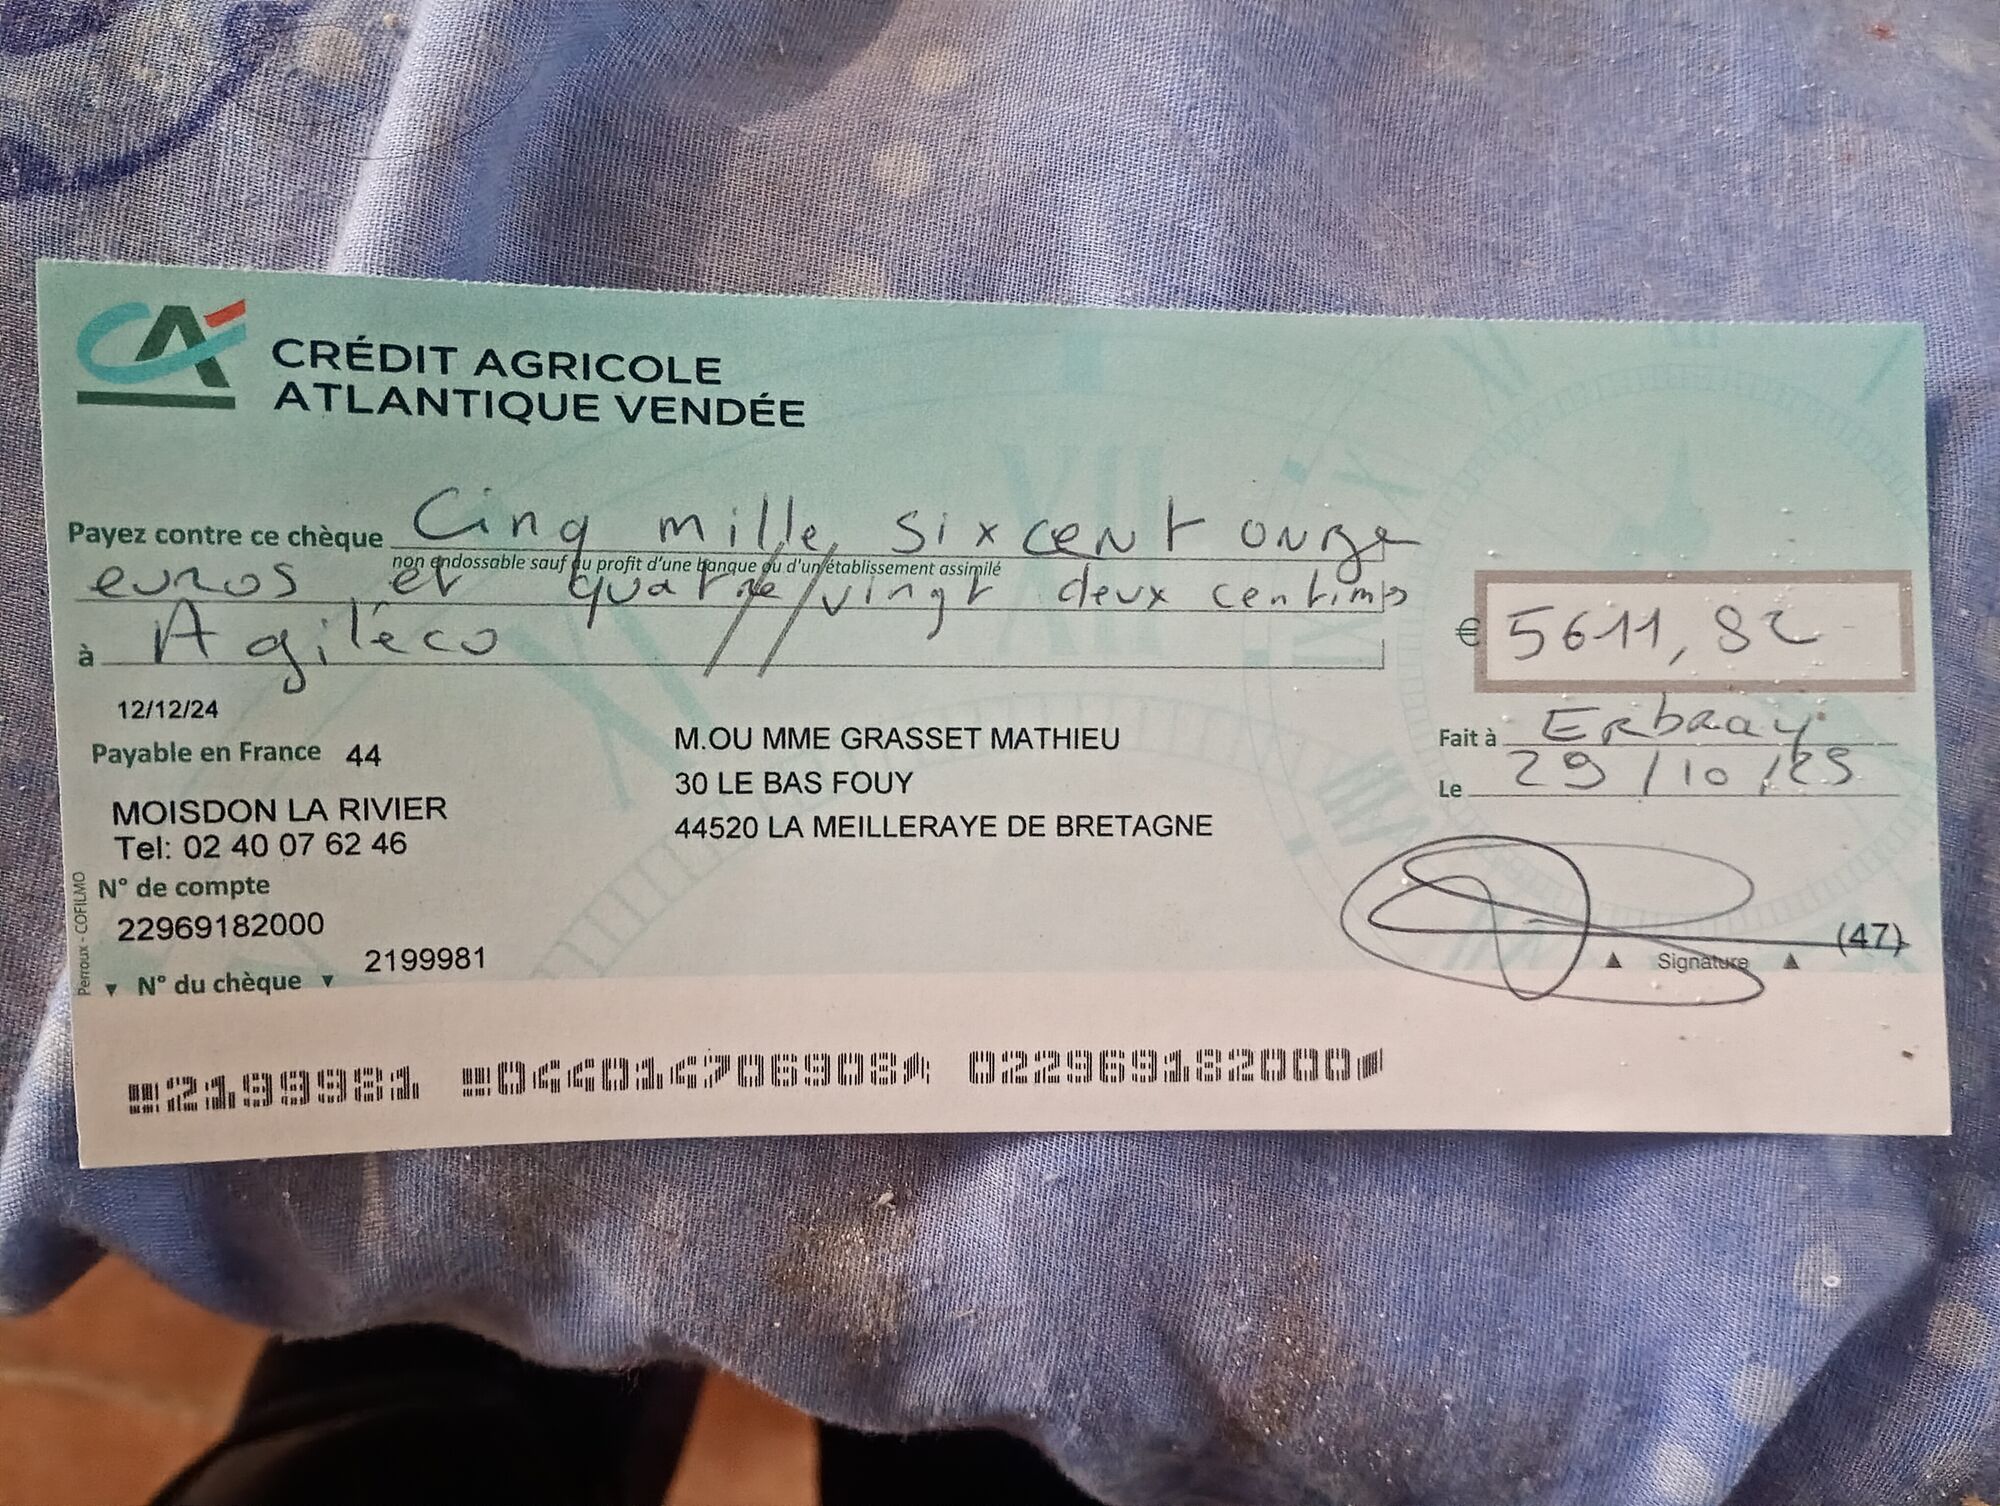 CA
CRÉDIT AGRICOLE
ATLANTIQUE VENDÉE
Payez contre ce chèque Cinq mille sixcent onze
non endossable sauf au profit d'une banque ou d'un établissement assimilé
euros et quatre vingt deux centimes
à Agiléco
€ 5611,82
12/12/24
Payable en France 44
MOISDON LA RIVIER
Tel: 02 40 07 62 46
N° de compte
22969182000
N° du chèque 2199981
Perroux - COFILMO
M.OU MME GRASSET MATHIEU
30 LE BAS FOUY
44520 LA MEILLERAYE DE BRETAGNE
Fait à Erbray
Le 29/10/25
(47)
Signature
2199981 044014706908 022969182000